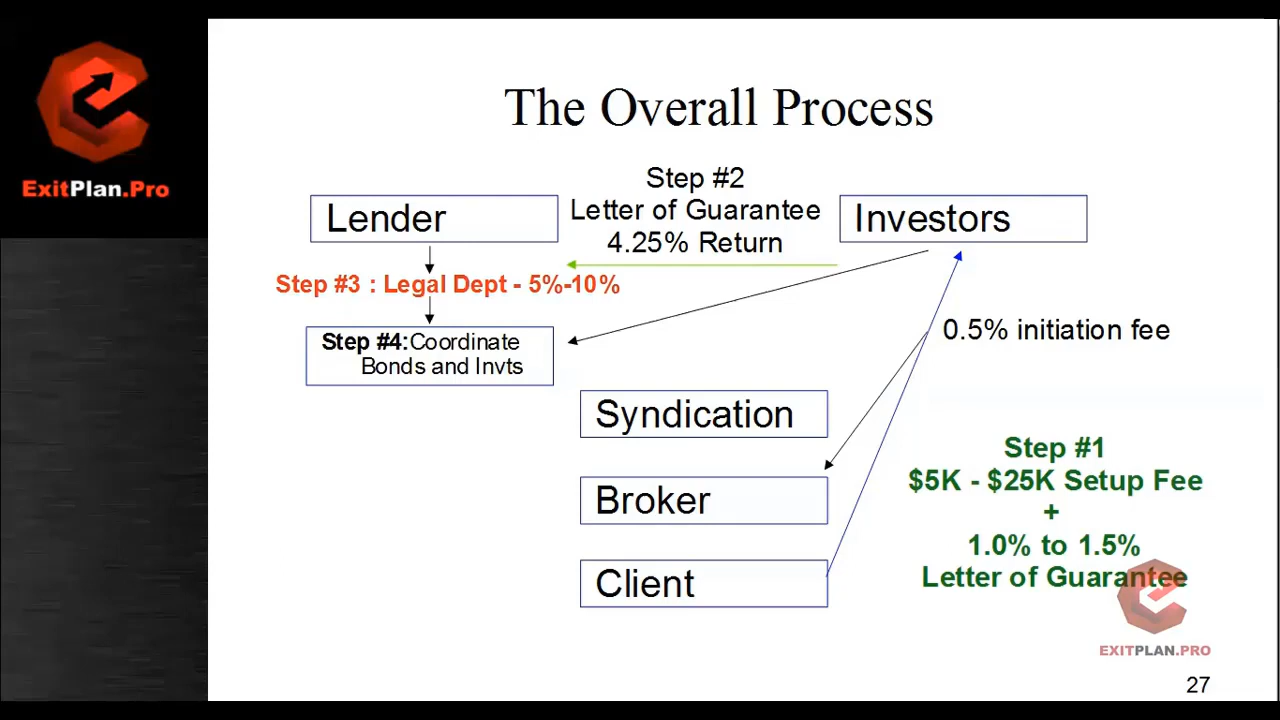 ExitPlan.Pro
The Overall Process
Step #2
Letter of Guarantee
4.25% Return
Lender
Investors
Step #3 : Legal Dept - 5%-10%
Step #4:Coordinate
Bonds and Invts
0.5% initiation fee
Syndication
Broker
Client
Step #1
$5K - $25K Setup Fee
+
1.0% to 1.5%
Letter of Guarantee
EXITPLAN.PRO
27